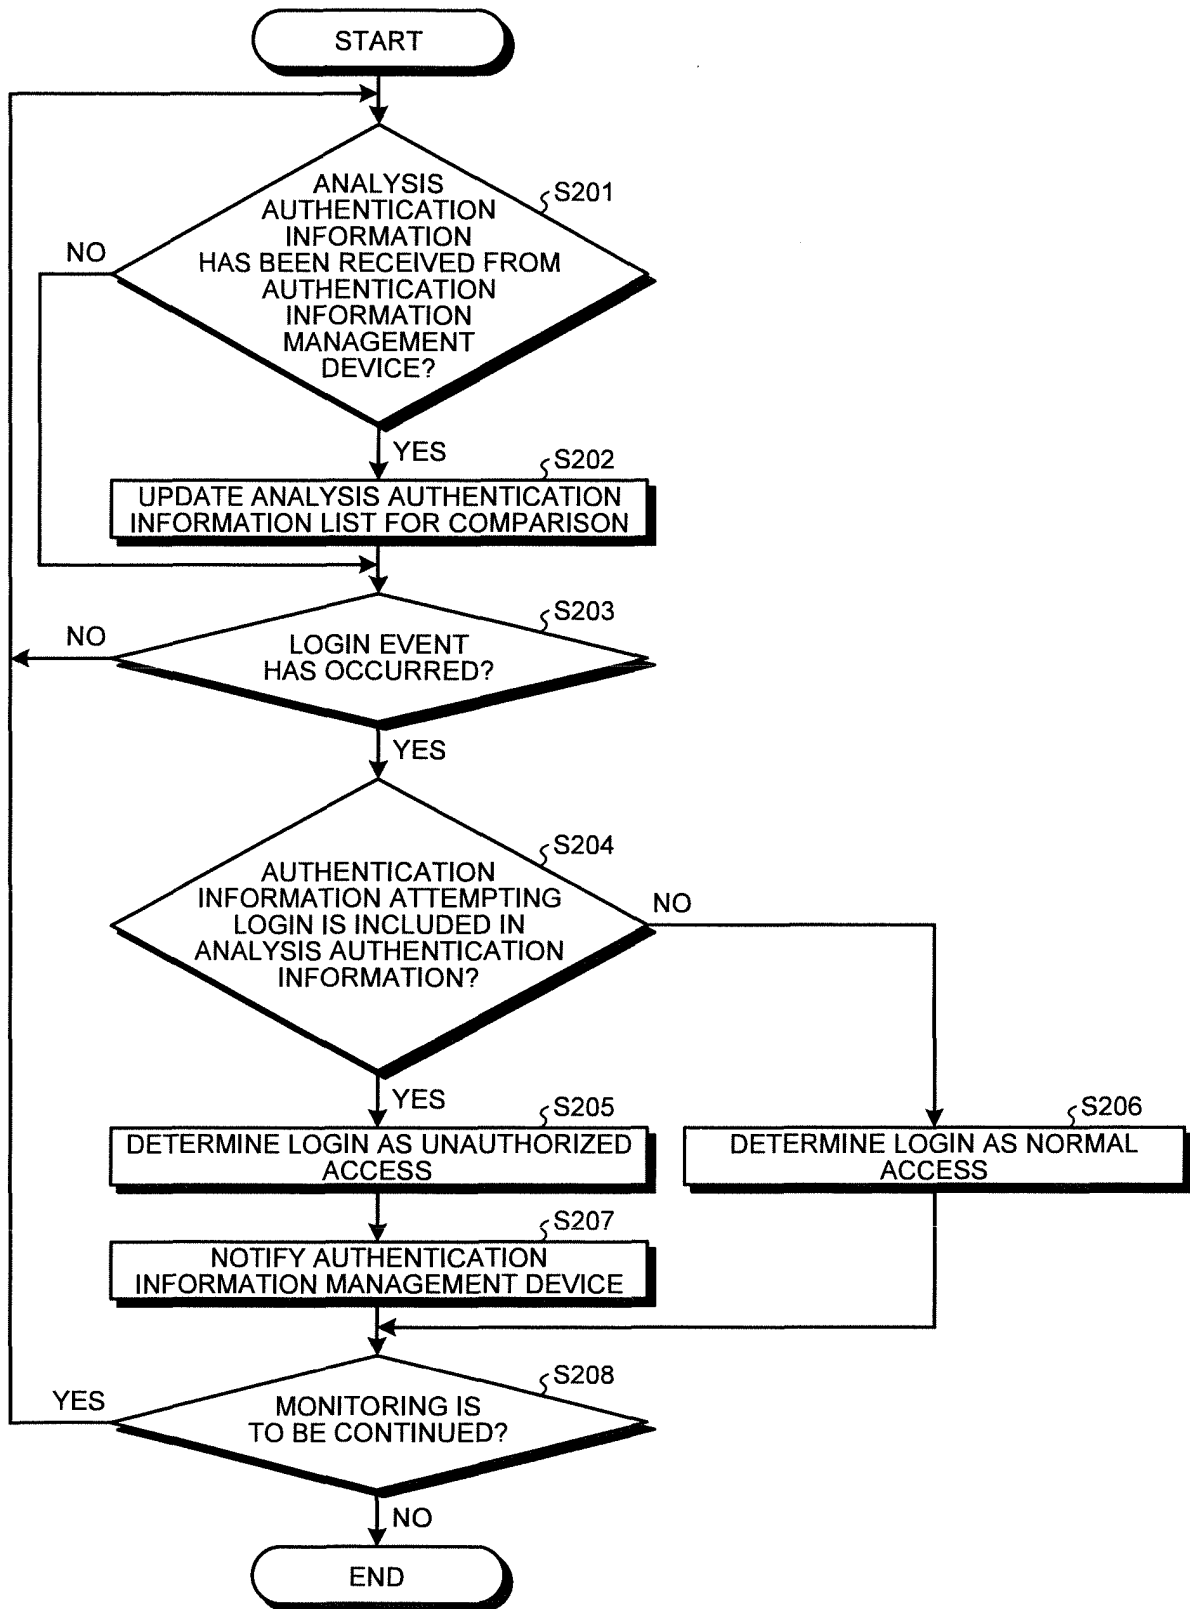 START
ANALYSIS
AUTHENTICATION
INFORMATION
HAS BEEN RECEIVED FROM
AUTHENTICATION
INFORMATION
MANAGEMENT
DEVICE?
S201
NO
YES
S202
UPDATE ANALYSIS AUTHENTICATION
INFORMATION LIST FOR COMPARISON
S203
NO
LOGIN EVENT
HAS OCCURRED?
YES
S204
AUTHENTICATION
INFORMATION ATTEMPTING
LOGIN IS INCLUDED IN
ANALYSIS AUTHENTICATION
INFORMATION?
NO
YES
S205
DETERMINE LOGIN AS UNAUTHORIZED
ACCESS
S206
DETERMINE LOGIN AS NORMAL
ACCESS
S207
NOTIFY AUTHENTICATION
INFORMATION MANAGEMENT DEVICE
S208
YES
MONITORING IS
TO BE CONTINUED?
NO
END